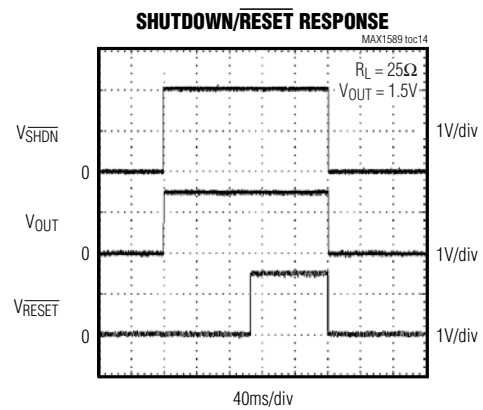 SHUTDOWN/RESET RESPONSE
MAX1589 toc14
RL = 25Ω
VOUT = 1.5V
VSHDN
1V/div
0
VOUT
0
1V/div
VRESET
0
1V/div
40ms/div